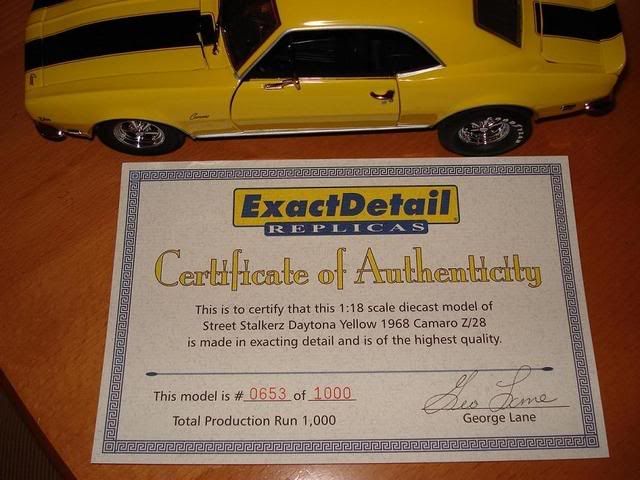 Camaro
ExactDetail
REPLICAS
Certificate of Authenticity
This is to certify that this 1:18 scale diecast model of
Street Stalkerz Daytona Yellow 1968 Camaro Z/28
is made in exacting detail and is of the highest quality.
This model is # 0653 of 1000
Total Production Run 1,000
Geo Lane
George Lane